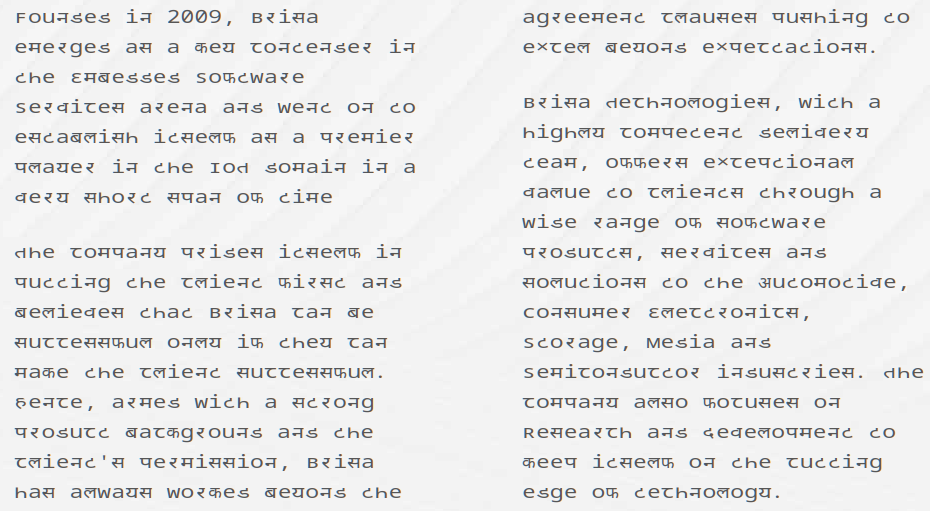 Founded in 2009, Brisa
emerged as a key contender in
the Embedded software
services arena and went on to
establish itself as a premier
player in the IoT domain in a
very short span of time
The company prides itself in
putting the client first and
believes that Brisa can be
successful only if they can
make the client successful.
Hence, armed with a strong
product background and the
client's permission, Brisa
has always worked beyond the
agreement clauses pushing to
excel beyond expectations.
Brisa Technologies, with a
highly competent delivery
team, offers exceptional
value to clients through a
wide range of software
products, services and
solutions to the Automotive,
Consumer Electronics,
Storage, Media and
Semiconductor industries. The
company also focuses on
Research and Development to
keep itself on the cutting
edge of technology.